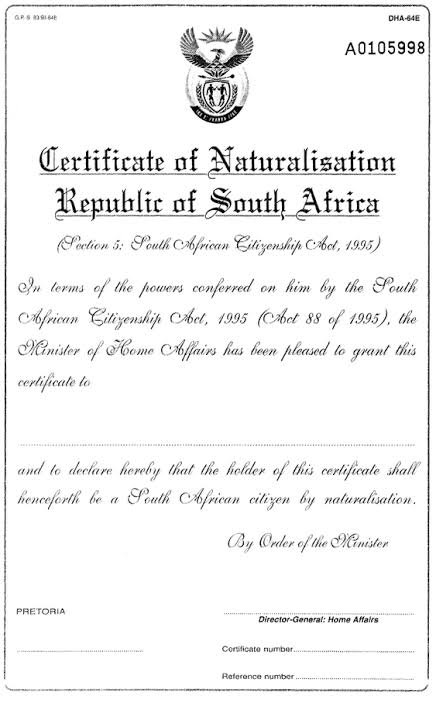 DHA-64E
A0105998
Certificate of Naturalisation
Republic of South Africa
(Section 5: South African Citizenship Act, 1995)
In terms of the powers conferred on him by the South
African Citizenship Act, 1995 (Act 88 of 1995), the
Minister of Home Affairs has been pleased to grant this
certificate to
and to declare hereby that the holder of this certificate shall
henceforth be a South African citizen by naturalisation.
By Order of the Minister
PRETORIA
Director-General: Home Affairs
Certificate number
Reference number